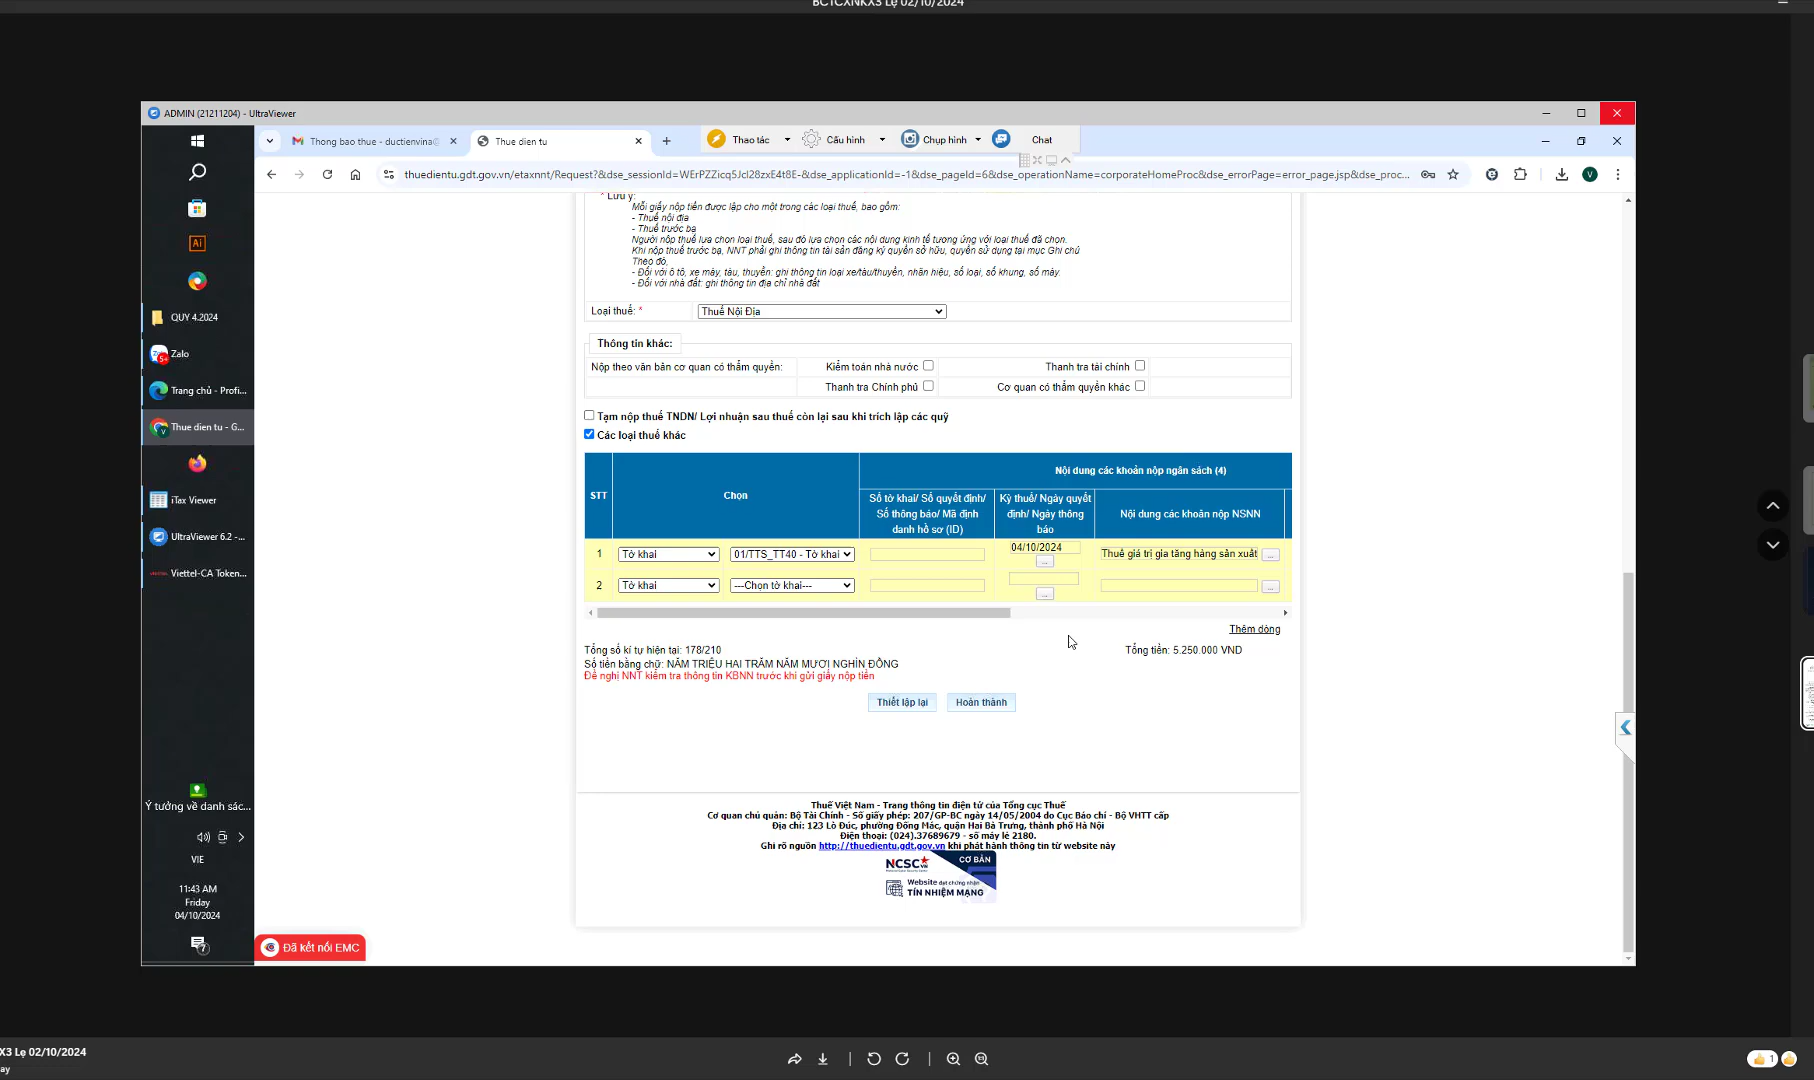 BCTCXNKX3 Lẹ 02/10/2024
ADMIN (21211204) - UltraViewer
Thong bao thue - ductienvina@
Thue dien tu
Thao tác
Cấu hình
Chụp hình
Chat
thuedientu.gdt.gov.vn/etaxnnt/Request?&dse_sessionId=WErPZZicq5Jcl28zxE4t8E-&dse_applicationId=-1&dse_pageId=6&dse_operationName=corporateHomeProc&dse_errorPage=error_page.jsp&dse_proc...
V
Ai
QUY 4.2024
Zalo
5+
Trang chủ - Profi...
Thue dien tu - G...
iTax Viewer
UltraViewer 6.2 -...
Viettel-CA Token...
Ý tưởng về danh sác...
VIE
11:43 AM
Friday
04/10/2024
7
Đã kết nối EMC
* Lưu ý:
Mỗi giấy nộp tiền được lập cho một trong các loại thuế, bao gồm:
- Thuế nội địa
- Thuế trước bạ
Người nộp thuế lựa chọn loại thuế, sau đó lựa chọn các nội dung kinh tế tương ứng với loại thuế đã chọn.
Khi nộp thuế trước bạ, NNT phải ghi thông tin tài sản đăng ký quyền sở hữu, quyền sử dụng tại mục Ghi chú
Theo đó,
- Đối với ô tô, xe máy, tàu, thuyền: ghi thông tin loại xe/tàu/thuyền, nhãn hiệu, số loại, số khung, số máy.
- Đối với nhà đất: ghi thông tin địa chỉ nhà đất
Loại thuế: * Thuế Nội Địa
Thông tin khác:
Nộp theo văn bản cơ quan có thẩm quyền: Kiểm toán nhà nước Thanh tra tài chính
Thanh tra Chính phủ Cơ quan có thẩm quyền khác
Tạm nộp thuế TNDN/ Lợi nhuận sau thuế còn lại sau khi trích lập các quỹ
Các loại thuế khác
STT Chọn Nội dung các khoản nộp ngân sách (4)
Số tờ khai/ Số quyết định/ Số thông báo/ Mã định danh hồ sơ (ID)
Kỳ thuế/ Ngày quyết định/ Ngày thông báo
Nội dung các khoản nộp NSNN
1 Tờ khai 01/TTS_TT40 - Tờ khai 04/10/2024 ... Thuế giá trị gia tăng hàng sản xuất ...
2 Tờ khai ---Chọn tờ khai--- ... ...
Thêm dòng
Tổng số kí tự hiện tại: 178/210 Tổng tiền: 5.250.000 VND
Số tiền bằng chữ: NĂM TRIỆU HAI TRĂM NĂM MƯƠI NGHÌN ĐỒNG
Đề nghị NNT kiểm tra thông tin KBNN trước khi gửi giấy nộp tiền
Thiết lập lại Hoàn thành
Thuế Việt Nam - Trang thông tin điện tử của Tổng cục Thuế
Cơ quan chủ quản: Bộ Tài Chính - Số giấy phép: 207/GP-BC ngày 14/05/2004 do Cục Báo chí - Bộ VHTT cấp
Địa chỉ: 123 Lò Đúc, phường Đống Mác, quận Hai Bà Trưng, thành phố Hà Nội
Điện thoại: (024).37689679 - số máy lẻ 2180.
Ghi rõ nguồn http://thuedientu.gdt.gov.vn khi phát hành thông tin từ website này
NCSC CƠ BẢN
Website đạt chứng nhận
TÍN NHIỆM MẠNG
X3 Lẹ 02/10/2024
ay
1